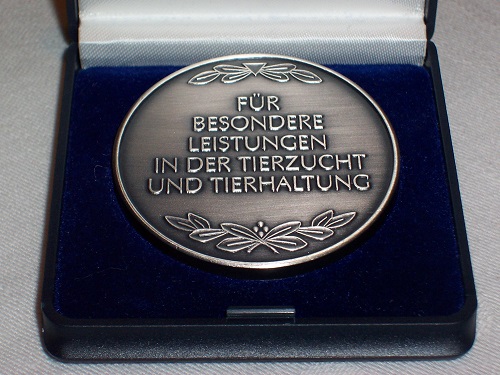 FÜR
BESONDERE
LEISTUNGEN
IN DER TIERZUCHT
UND TIERHALTUNG